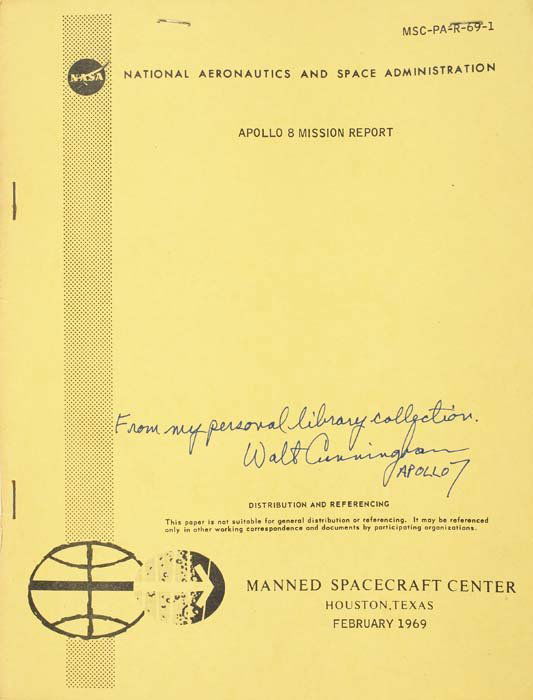 MSC-PA-R-69-1
NASA
NATIONAL AERONAUTICS AND SPACE ADMINISTRATION
APOLLO 8 MISSION REPORT
From my personal library collection.
Walt Cunningham
APOLLO 7
DISTRIBUTION AND REFERENCING
This paper is not suitable for general distribution or referencing. It may be referenced
only in other working correspondence and documents by participating organizations.
MANNED SPACECRAFT CENTER
HOUSTON, TEXAS
FEBRUARY 1969